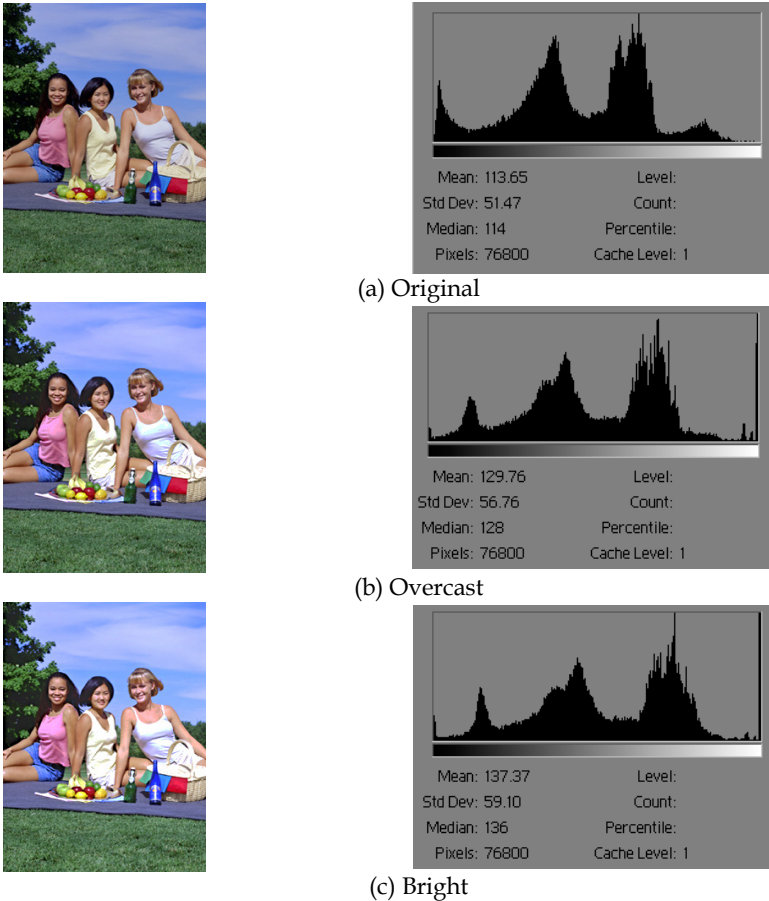 Mean: 113.65 Level:
Std Dev: 51.47 Count:
Median: 114 Percentile:
Pixels: 76800 Cache Level: 1
(a) Original
Mean: 129.76 Level:
Std Dev: 56.76 Count:
Median: 128 Percentile:
Pixels: 76800 Cache Level: 1
(b) Overcast
Mean: 137.37 Level:
Std Dev: 59.10 Count:
Median: 136 Percentile:
Pixels: 76800 Cache Level: 1
(c) Bright